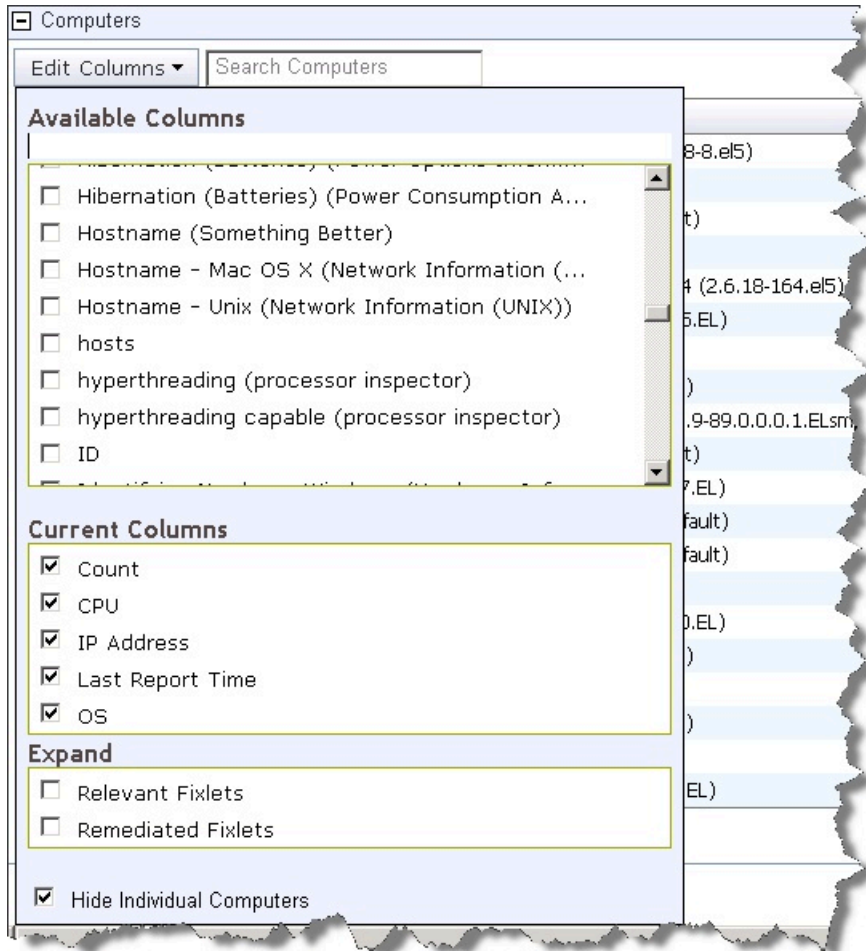 Computers
Edit Columns
Search Computers
Available Columns
Hibernation (Batteries) (Power Consumption A...
Hostname (Something Better)
Hostname - Mac OS X (Network Information (...
Hostname - Unix (Network Information (UNIX))
hosts
hyperthreading (processor inspector)
hyperthreading capable (processor inspector)
ID
Current Columns
Count
CPU
IP Address
Last Report Time
OS
Expand
Relevant Fixlets
Remediated Fixlets
Hide Individual Computers
8-8.el5)
t)
4 (2.6.18-164.el5)
.EL)
)
.9-89.0.0.0.1.ELsm
t)
.EL)
fault)
fault)
.EL)
)
)
EL)